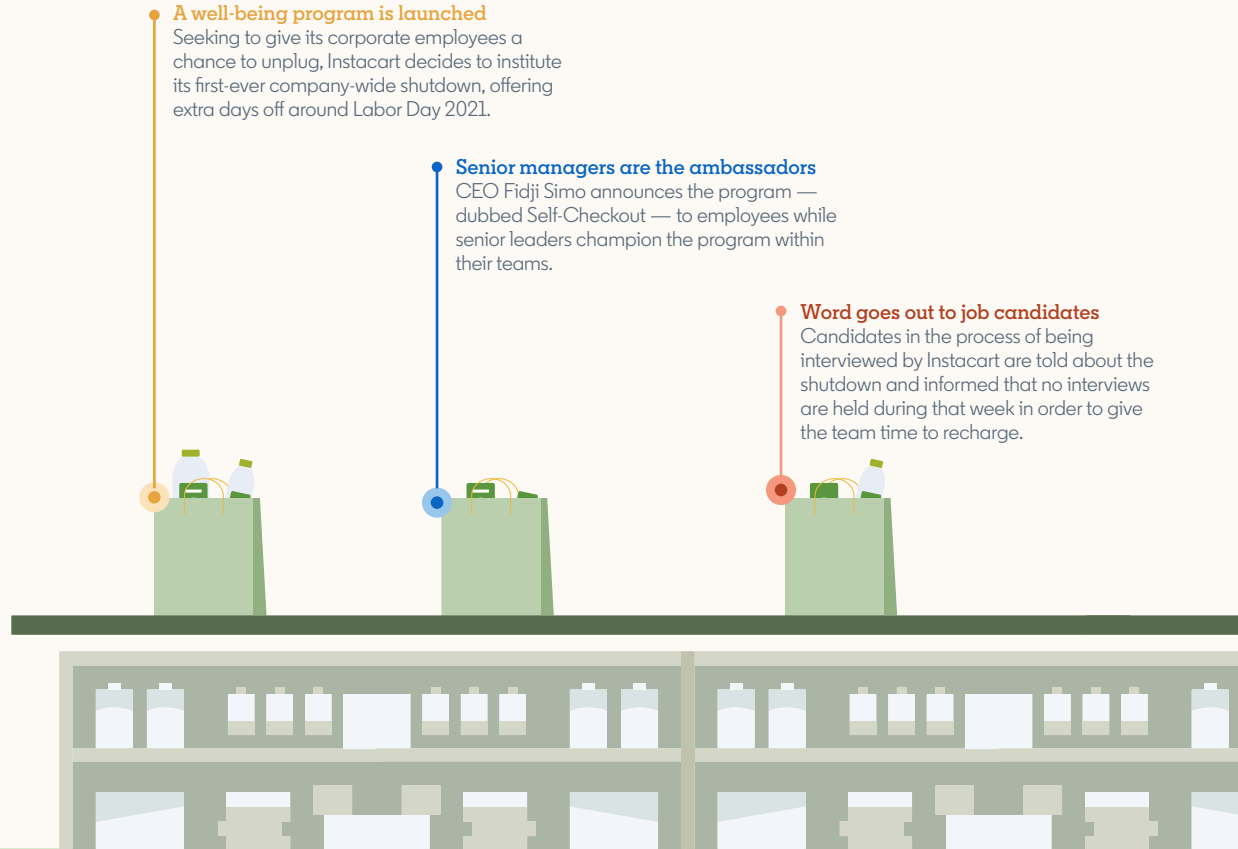 A well-being program is launched
Seeking to give its corporate employees a
chance to unplug, Instacart decides to institute
its first-ever company-wide shutdown, offering
extra days off around Labor Day 2021.
Senior managers are the ambassadors
CEO Fidji Simo announces the program —
dubbed Self-Checkout — to employees while
senior leaders champion the program within
their teams.
Word goes out to job candidates
Candidates in the process of being
interviewed by Instacart are told about the
shutdown and informed that no interviews
are held during that week in order to give
the team time to recharge.